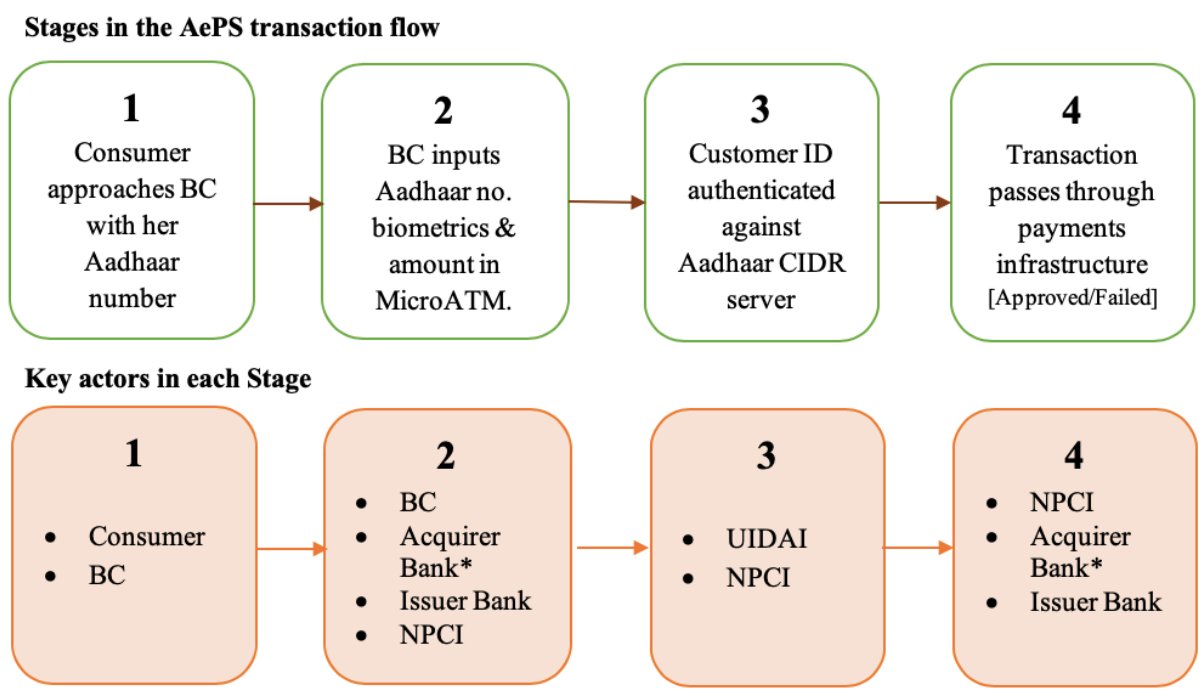 Stages in the AePS transaction flow
1
Consumer
approaches BC
with her
Aadhaar
number
2
BC inputs
Aadhaar no.
biometrics &
amount in
MicroATM.
3
Customer ID
authenticated
against
Aadhaar CIDR
server
4
Transaction
passes through
payments
infrastructure
[Approved/Failed]
Key actors in each Stage
1
• Consumer
• BC
2
• BC
• Acquirer
Bank*
• Issuer Bank
• NPCI
3
• UIDAI
• NPCI
4
• NPCI
• Acquirer
Bank*
• Issuer Bank